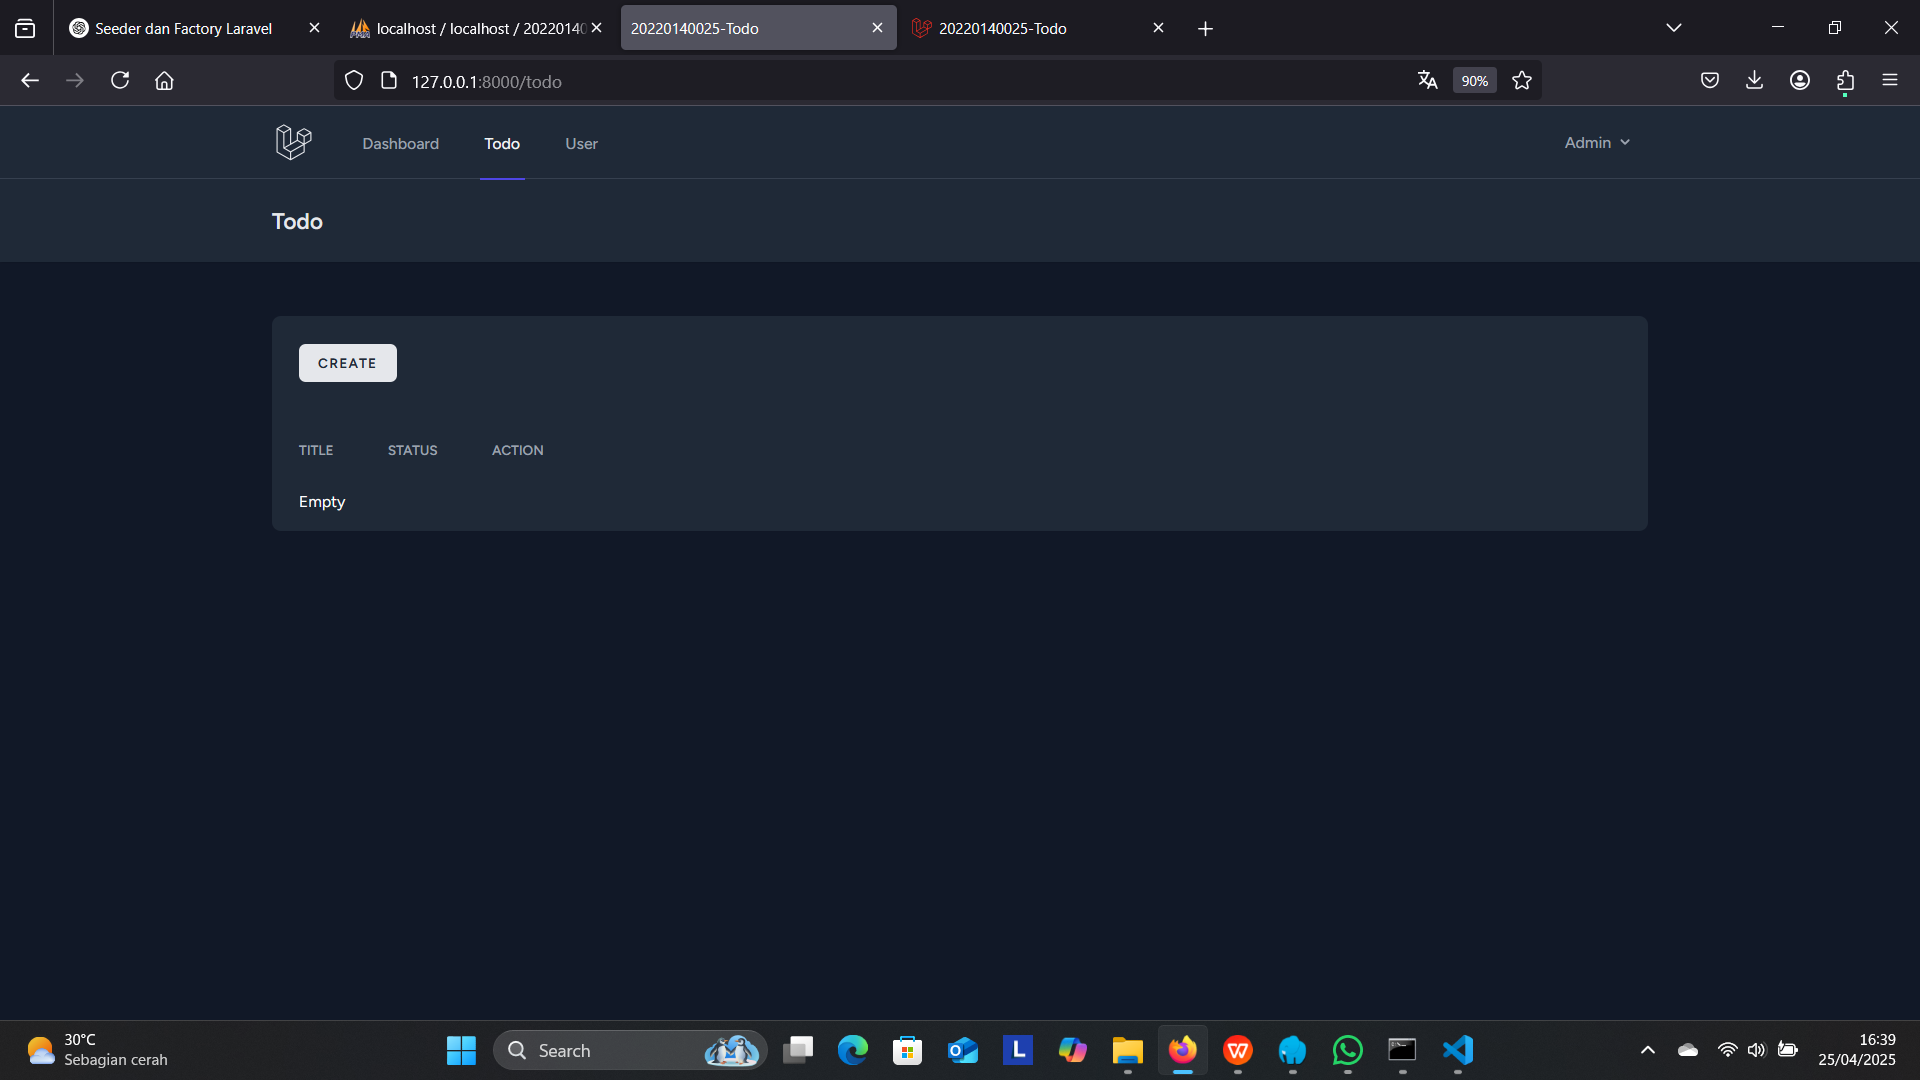 Seeder dan Factory Laravel
localhost / localhost / 20220140
20220140025-Todo
20220140025-Todo
127.0.0.1:8000/todo
90%
Dashboard
Todo
User
Admin
Todo
CREATE
TITLE STATUS ACTION
Empty
30°C
Sebagian cerah
Search
16:39
25/04/2025